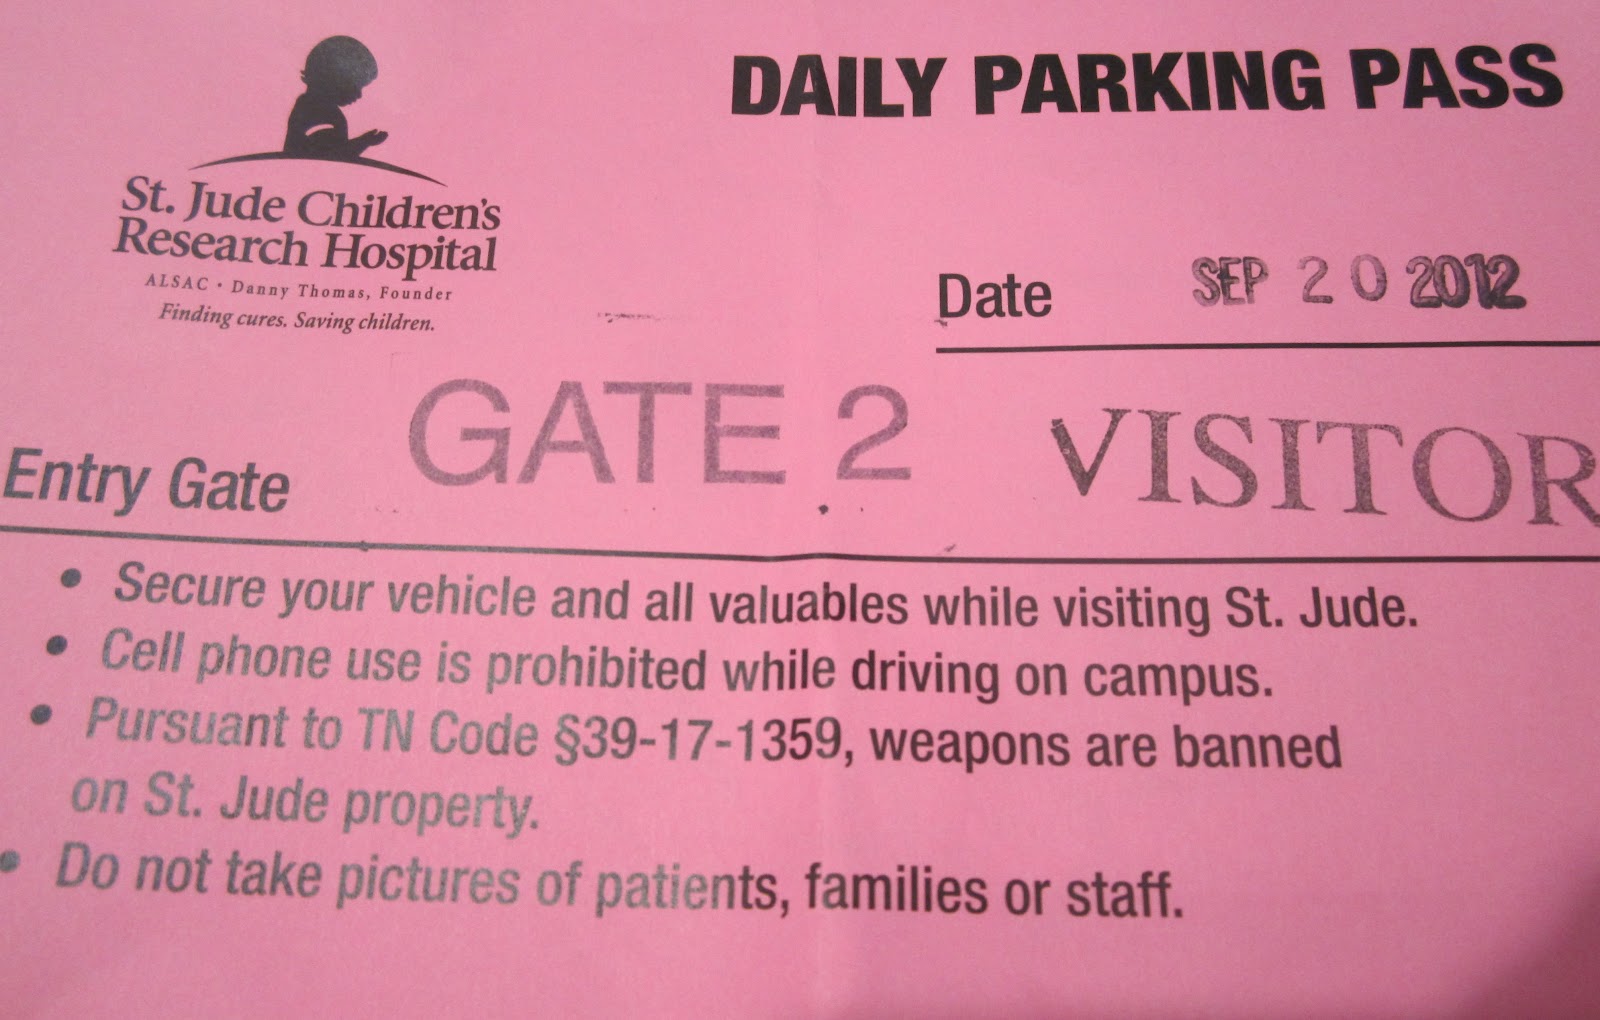 DAILY PARKING PASS
St. Jude Children's
Research Hospital
ALSAC • Danny Thomas, Founder
Finding cures. Saving children.
Date SEP 20 2012
Entry Gate GATE 2 VISITOR
• Secure your vehicle and all valuables while visiting St. Jude.
• Cell phone use is prohibited while driving on campus.
• Pursuant to TN Code §39-17-1359, weapons are banned
on St. Jude property.
• Do not take pictures of patients, families or staff.